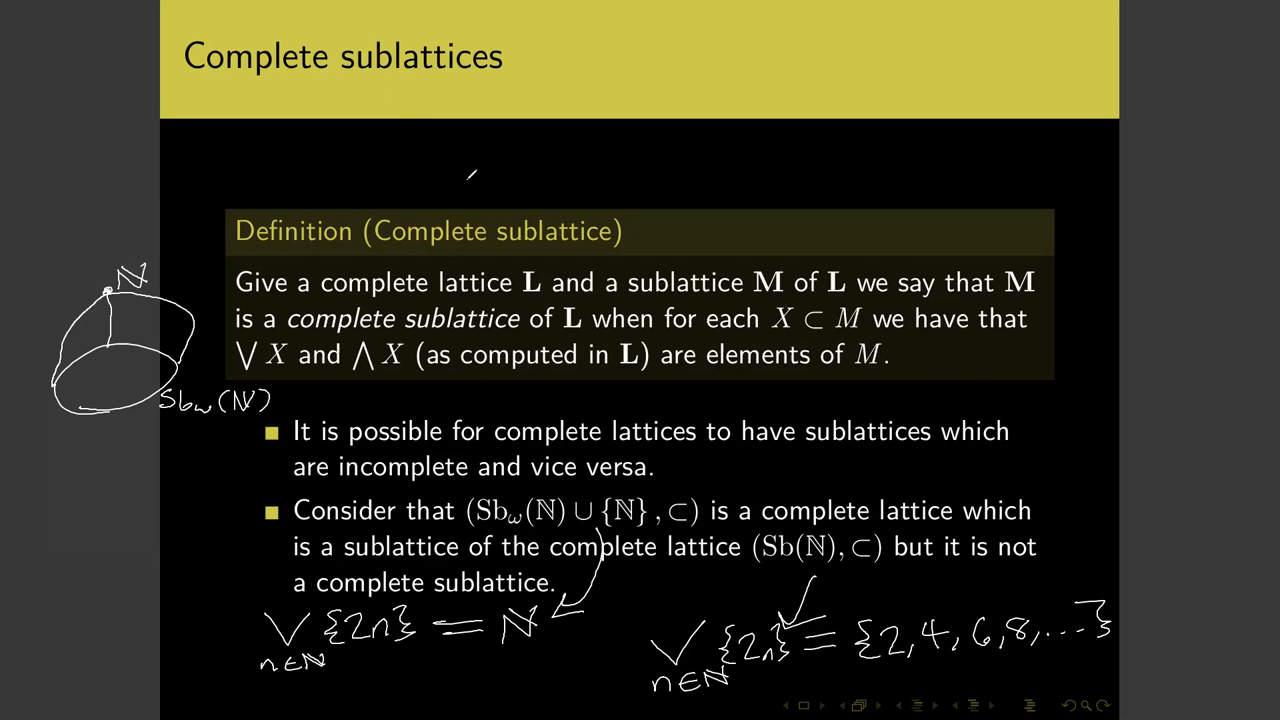 Complete sublattices
Definition (Complete sublattice)
Give a complete lattice L and a sublattice M of L we say that M
is a complete sublattice of L when for each X ⊂ M we have that
⋁ X and ⋀ X (as computed in L) are elements of M.
ℕ
Sbω(ℕ)
■ It is possible for complete lattices to have sublattices which
are incomplete and vice versa.
■ Consider that (Sbω(ℕ) ∪ {ℕ}, ⊂) is a complete lattice which
is a sublattice of the complete lattice (Sb(ℕ), ⊂) but it is not
a complete sublattice.
⋁ {2n} = ℕ
n∈ℕ
⋁ {2n} = {2,4,6,8,...}
n∈ℕ